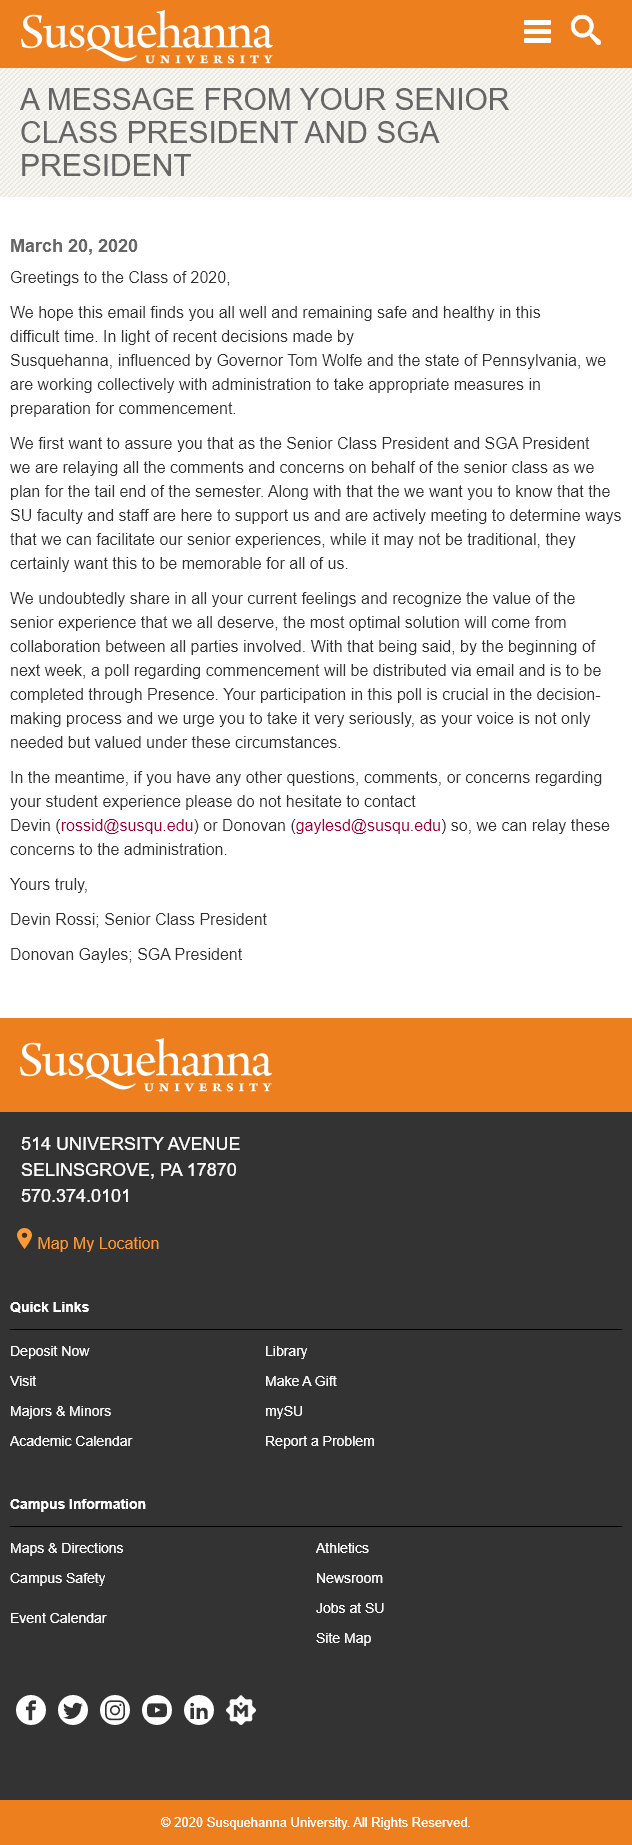 Susquehanna
UNIVERSITY
A MESSAGE FROM YOUR SENIOR
CLASS PRESIDENT AND SGA
PRESIDENT
March 20, 2020
Greetings to the Class of 2020,
We hope this email finds you all well and remaining safe and healthy in this
difficult time. In light of recent decisions made by
Susquehanna, influenced by Governor Tom Wolfe and the state of Pennsylvania, we
are working collectively with administration to take appropriate measures in
preparation for commencement.
We first want to assure you that as the Senior Class President and SGA President
we are relaying all the comments and concerns on behalf of the senior class as we
plan for the tail end of the semester. Along with that the we want you to know that the
SU faculty and staff are here to support us and are actively meeting to determine ways
that we can facilitate our senior experiences, while it may not be traditional, they
certainly want this to be memorable for all of us.
We undoubtedly share in all your current feelings and recognize the value of the
senior experience that we all deserve, the most optimal solution will come from
collaboration between all parties involved. With that being said, by the beginning of
next week, a poll regarding commencement will be distributed via email and is to be
completed through Presence. Your participation in this poll is crucial in the decision-
making process and we urge you to take it very seriously, as your voice is not only
needed but valued under these circumstances.
In the meantime, if you have any other questions, comments, or concerns regarding
your student experience please do not hesitate to contact
Devin (rossid@susqu.edu) or Donovan (gaylesd@susqu.edu) so, we can relay these
concerns to the administration.
Yours truly,
Devin Rossi; Senior Class President
Donovan Gayles; SGA President
Susquehanna
UNIVERSITY
514 UNIVERSITY AVENUE
SELINSGROVE, PA 17870
570.374.0101
Map My Location
Quick Links
Deposit Now
Visit
Majors & Minors
Academic Calendar
Library
Make A Gift
mySU
Report a Problem
Campus Information
Maps & Directions
Campus Safety
Event Calendar
Athletics
Newsroom
Jobs at SU
Site Map
© 2020 Susquehanna University. All Rights Reserved.